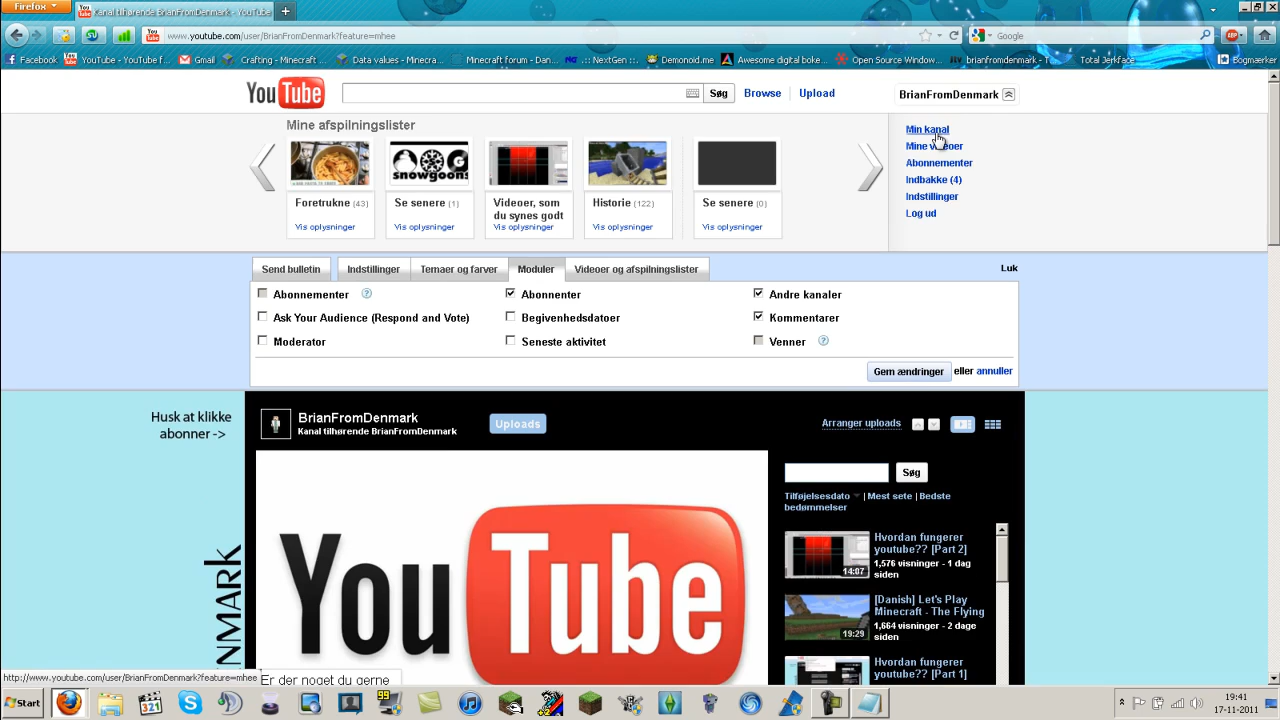 Firefox
Kanal tilhørende BrianFromDenmark - YouTube
www.youtube.com/user/BrianFromDenmark?feature=mhee
Google
Facebook
YouTube - YouTube f...
Gmail
Crafting - Minecraft...
Data values - Minecra...
Minecraft forum - Dan...
.:: NexTGen ::.
Demonoid.me
Awesome digital boke...
Open Source Window...
brianfromdenmark - T...
Total Jerkface
Bogmærker
YouTube
Søg
Browse
Upload
BrianFromDenmark
Mine afspilningslister
snowgoons
Foretrukne (43)
Vis oplysninger
Se senere (1)
Vis oplysninger
Videoer, som
du synes godt
Vis oplysninger
Historie (122)
Vis oplysninger
Se senere (0)
Vis oplysninger
Min kanal
Mine videoer
Abonnementer
Indbakke (4)
Indstillinger
Log ud
Send bulletin
Indstillinger
Temaer og farver
Moduler
Videoer og afspilningslister
Luk
Abonnementer
Abonnenter
Andre kanaler
Ask Your Audience (Respond and Vote)
Begivenhedsdatoer
Kommentarer
Moderator
Seneste aktivitet
Venner
Gem ændringer eller annuller
Husk at klikke
abonner ->
NMARK
BrianFromDenmark
Kanal tilhørende BrianFromDenmark
Uploads
Arranger uploads
YouTube
Søg
Tilføjelsesdato | Mest sete | Bedste
bedømmelser
14:07
Hvordan fungerer
youtube?? [Part 2]
1,576 visninger - 1 dag
siden
19:29
[Danish] Let's Play
Minecraft - The Flying
1,664 visninger - 2 dage
siden
Hvordan fungerer
youtube?? [Part 1]
http://www.youtube.com/user/BrianFromDenmark?feature=mhee
Er der noget du gerne
Start
321
99
19:41
17-11-2011